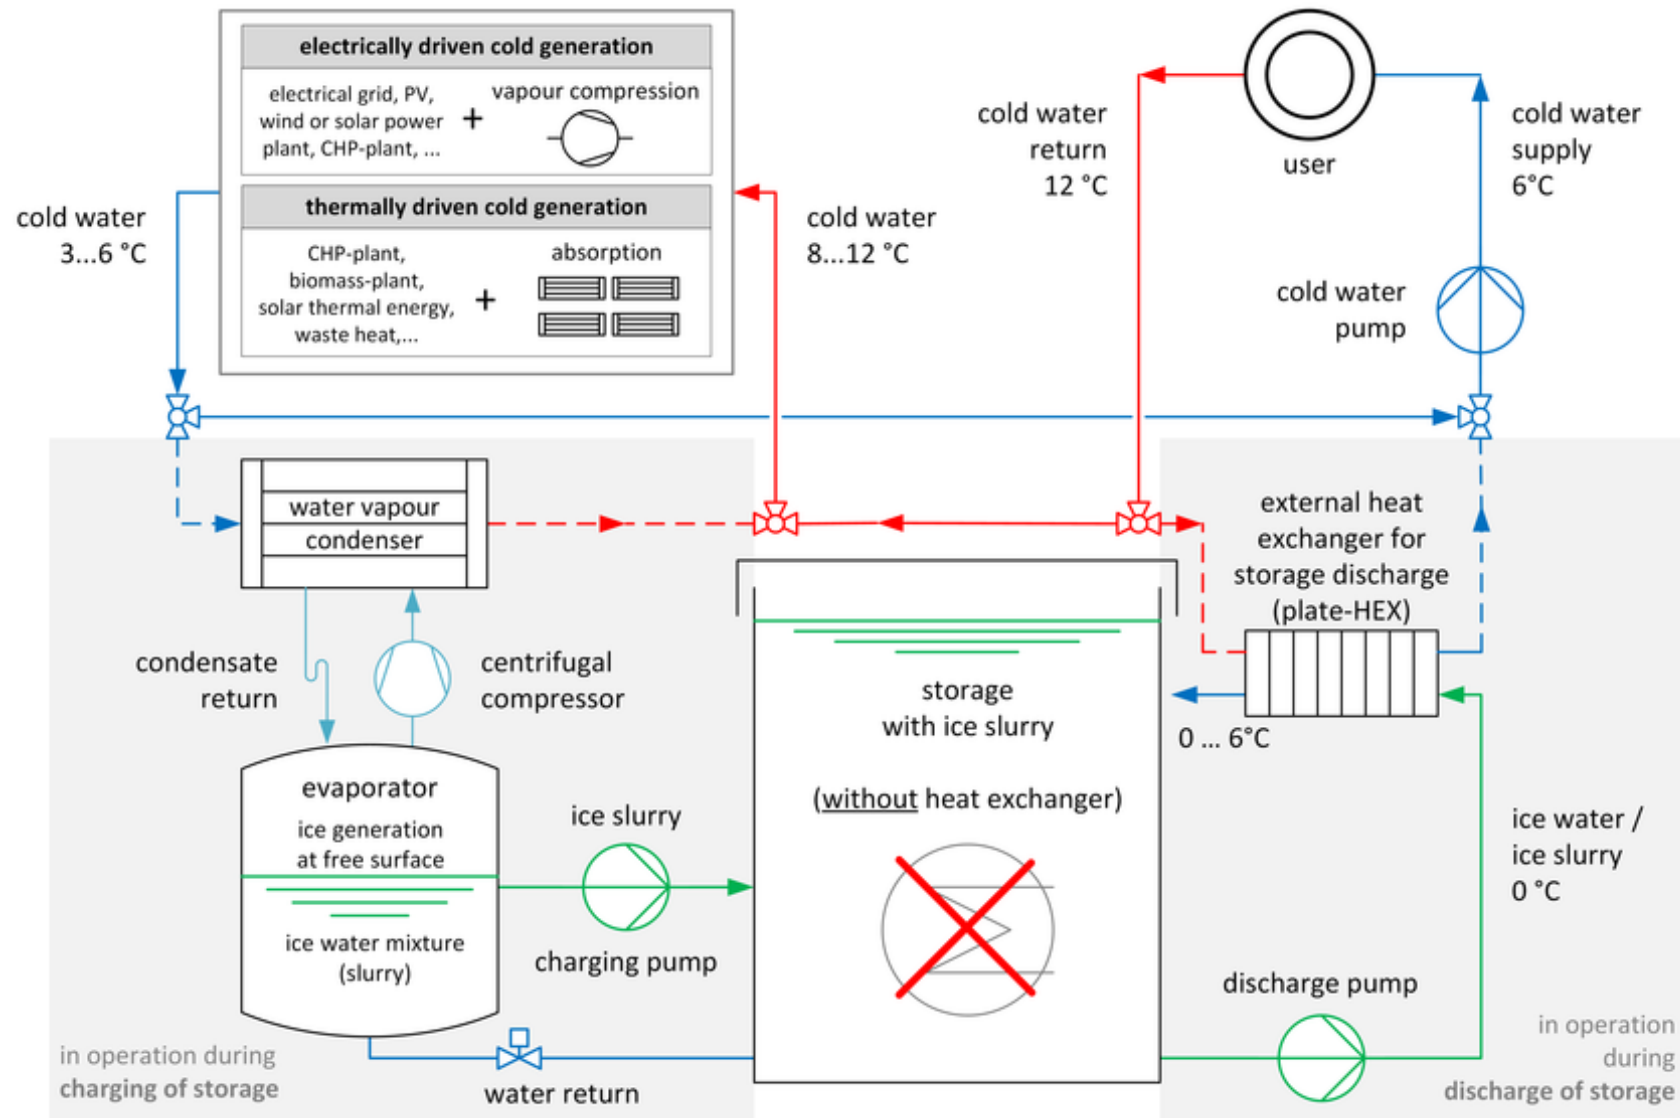 electrically driven cold generation
electrical grid, PV,
wind or solar power
plant, CHP-plant, ...
+
vapour compression
thermally driven cold generation
CHP-plant,
biomass-plant,
solar thermal energy,
waste heat,...
+
absorption
cold water
3...6 °C
cold water
8...12 °C
cold water
return
12 °C
user
cold water
supply
6°C
cold water
pump
water vapour
condenser
external heat
exchanger for
storage discharge
(plate-HEX)
condensate
return
centrifugal
compressor
storage
with ice slurry
(without heat exchanger)
0 ... 6°C
evaporator
ice generation
at free surface
ice water mixture
(slurry)
ice slurry
charging pump
ice water /
ice slurry
0 °C
discharge pump
in operation during
charging of storage
water return
in operation
during
discharge of storage